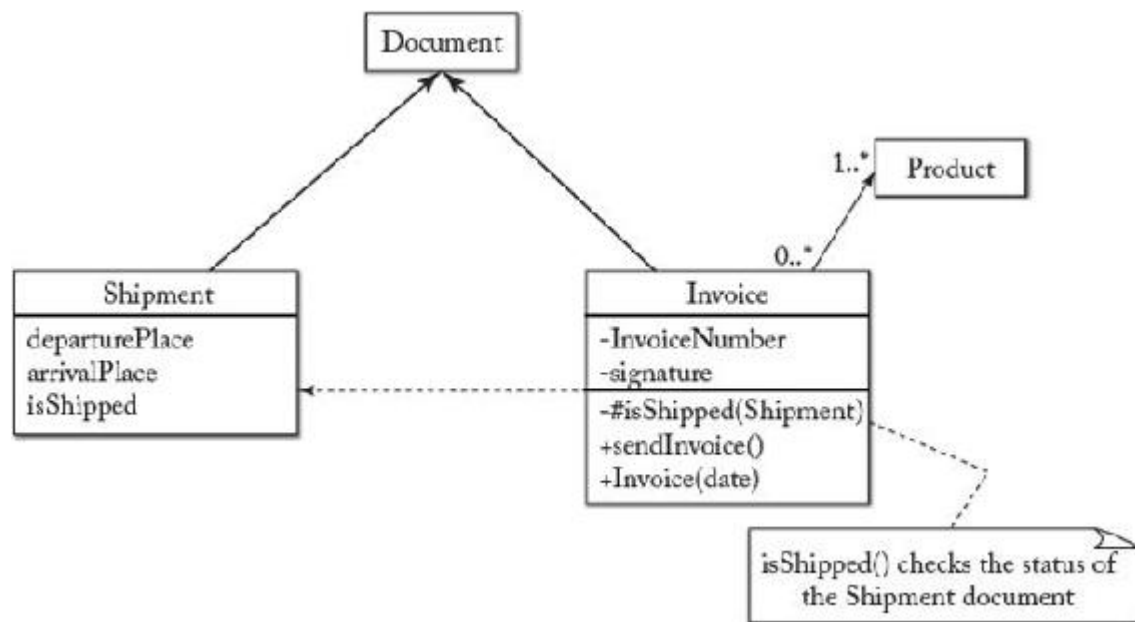 Document
1..*
Product
0..*
Shipment
departurePlace
arrivalPlace
isShipped
Invoice
-InvoiceNumber
-signature
-#isShipped(Shipment)
+sendInvoice()
+Invoice(date)
isShipped() checks the status of
the Shipment document